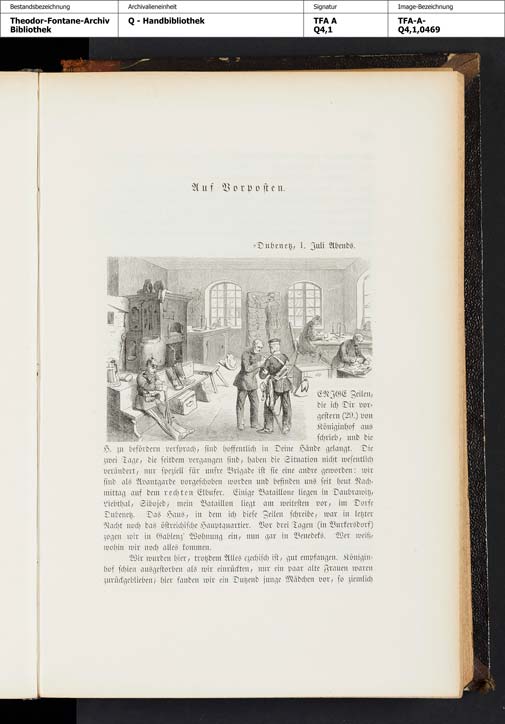 Bestandsbezeichnung
Archivalieneinheit
Signatur
Image-Bezeichnung
Theodor-Fontane-Archiv
Bibliothek
Q - Handbibliothek
TFA A
Q4,1
TFA-A-
Q4,1,0469
Auf Vorposten.
Dubenetz, 1. Juli Abends.
ENJGE Zeilen,
die ich Dir vor-
gestern (29.) von
Königinhof aus
schrieb, und die
H. zu befördern versprach, sind hoffentlich in Deine Hände gelangt. Die
zwei Tage, die seitdem vergangen sind, haben die Situation nicht wesentlich
verändert, nur speziell für unsre Brigade ist sie eine andre geworden: wir
sind als Avantgarde vorgeschoben worden und befinden uns seit heut Nach-
mittag auf dem rechten Elbufer. Einige Bataillone liegen in Daubrawitz,
Liebthal, Sibojed; mein Bataillon liegt am weitesten vor, im Dorfe
Dubenetz. Das Haus, in dem ich diese Zeilen schreibe, war in letzter
Nacht noch das östreichische Hauptquartier. Vor drei Tagen (in Burkersdorf)
zogen wir in Gablenz' Wohnung ein, nun gar in Benedeks. Wer weiß,
wohin wir noch alles kommen.
Wir wurden hier, trotzdem Alles czechisch ist, gut empfangen. Königin-
hof schien ausgestorben als wir einrückten, nur ein paar alte Frauen waren
zurückgeblieben; hier fanden wir ein Dutzend junge Mädchen vor, so ziemlich